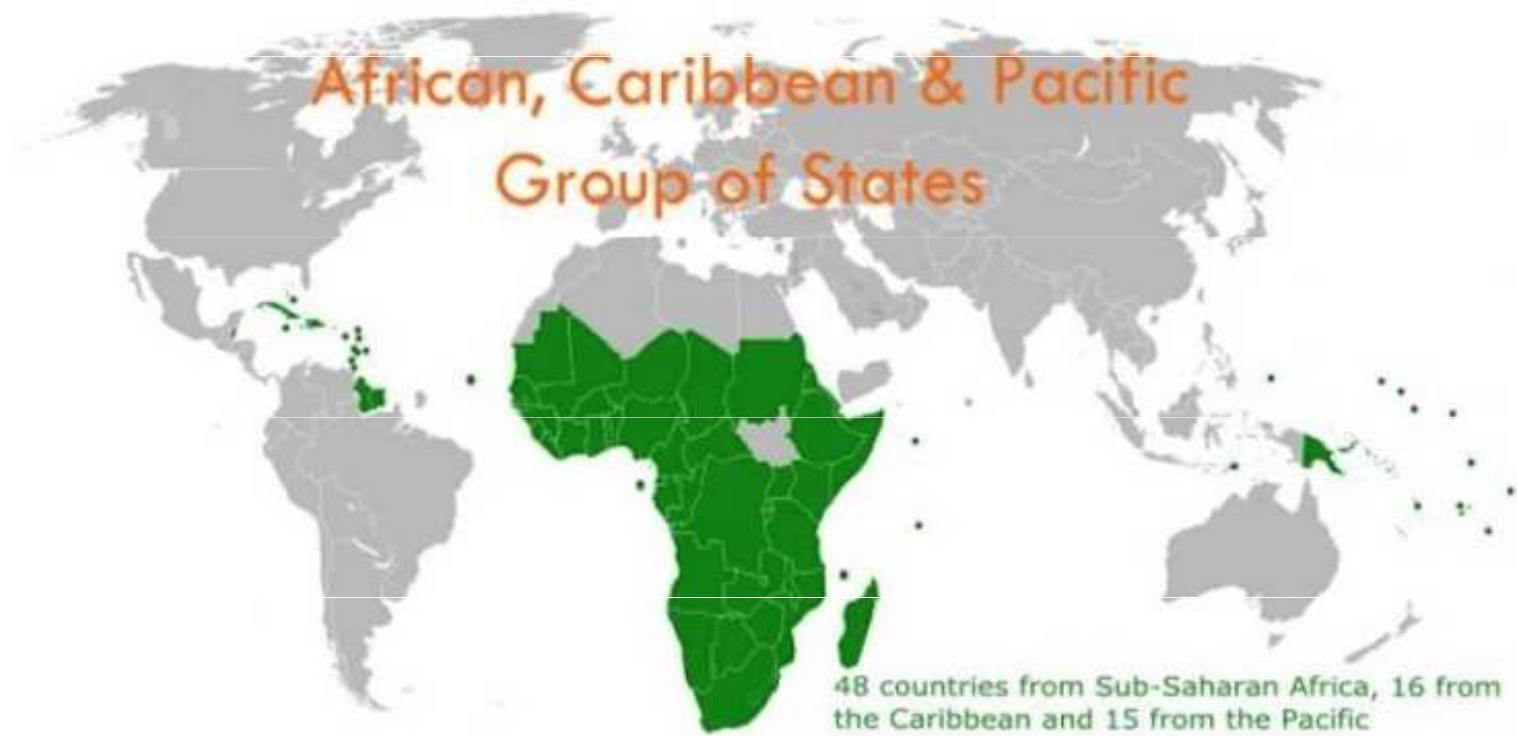 African, Caribbean & Pacific
Group of States
48 countries from Sub-Saharan Africa, 16 from
the Caribbean and 15 from the Pacific